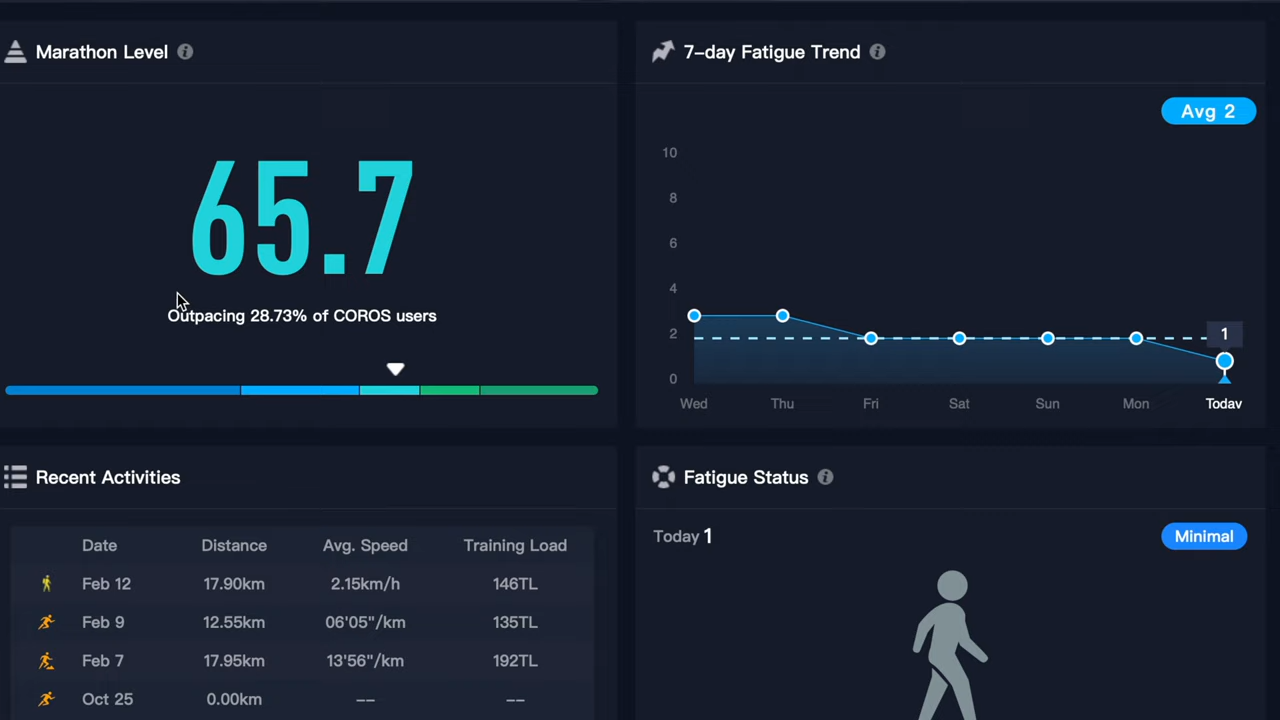 Marathon Level
65.7
Outpacing 28.73% of COROS users
7-day Fatigue Trend
Avg 2
10
8
6
4
2
0
1
Wed Thu Fri Sat Sun Mon Today
Recent Activities
Date Distance Avg. Speed Training Load
Feb 12 17.90km 2.15km/h 146TL
Feb 9 12.55km 06'05"/km 135TL
Feb 7 17.95km 13'56"/km 192TL
Oct 25 0.00km -- --
Fatigue Status
Today 1
Minimal